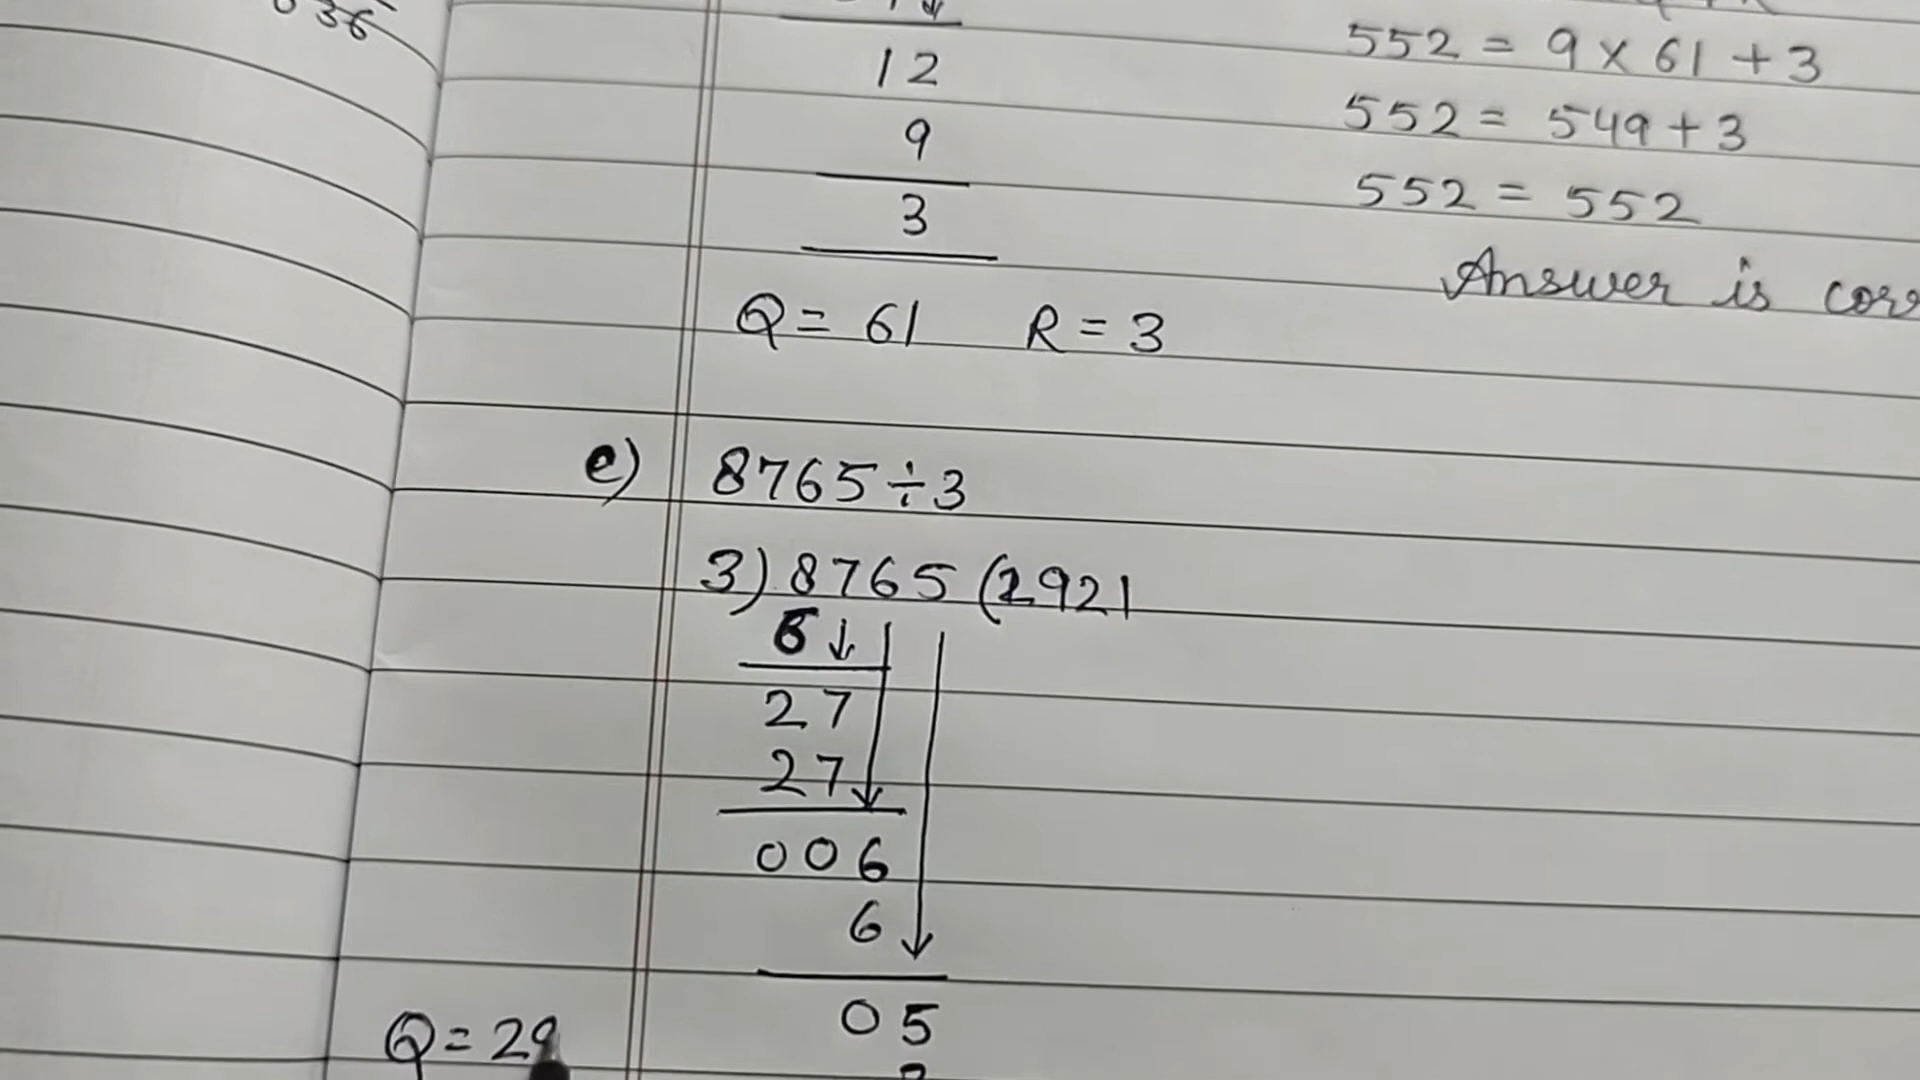 036
12
9
3
Q = 61 R = 3
552 = 9 × 61 + 3
552 = 549 + 3
552 = 552
Answer is
e) 8765 ÷ 3
3) 8765 (2921
6↓
27
27
006
6
05
Q = 29